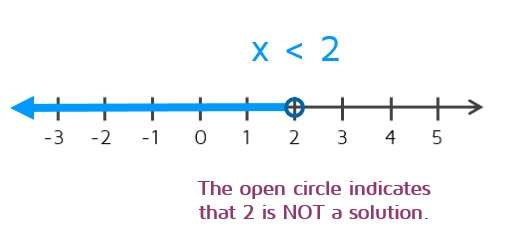 x < 2
-3 -2 -1 0 1 2 3 4 5
The open circle indicates
that 2 is NOT a solution.